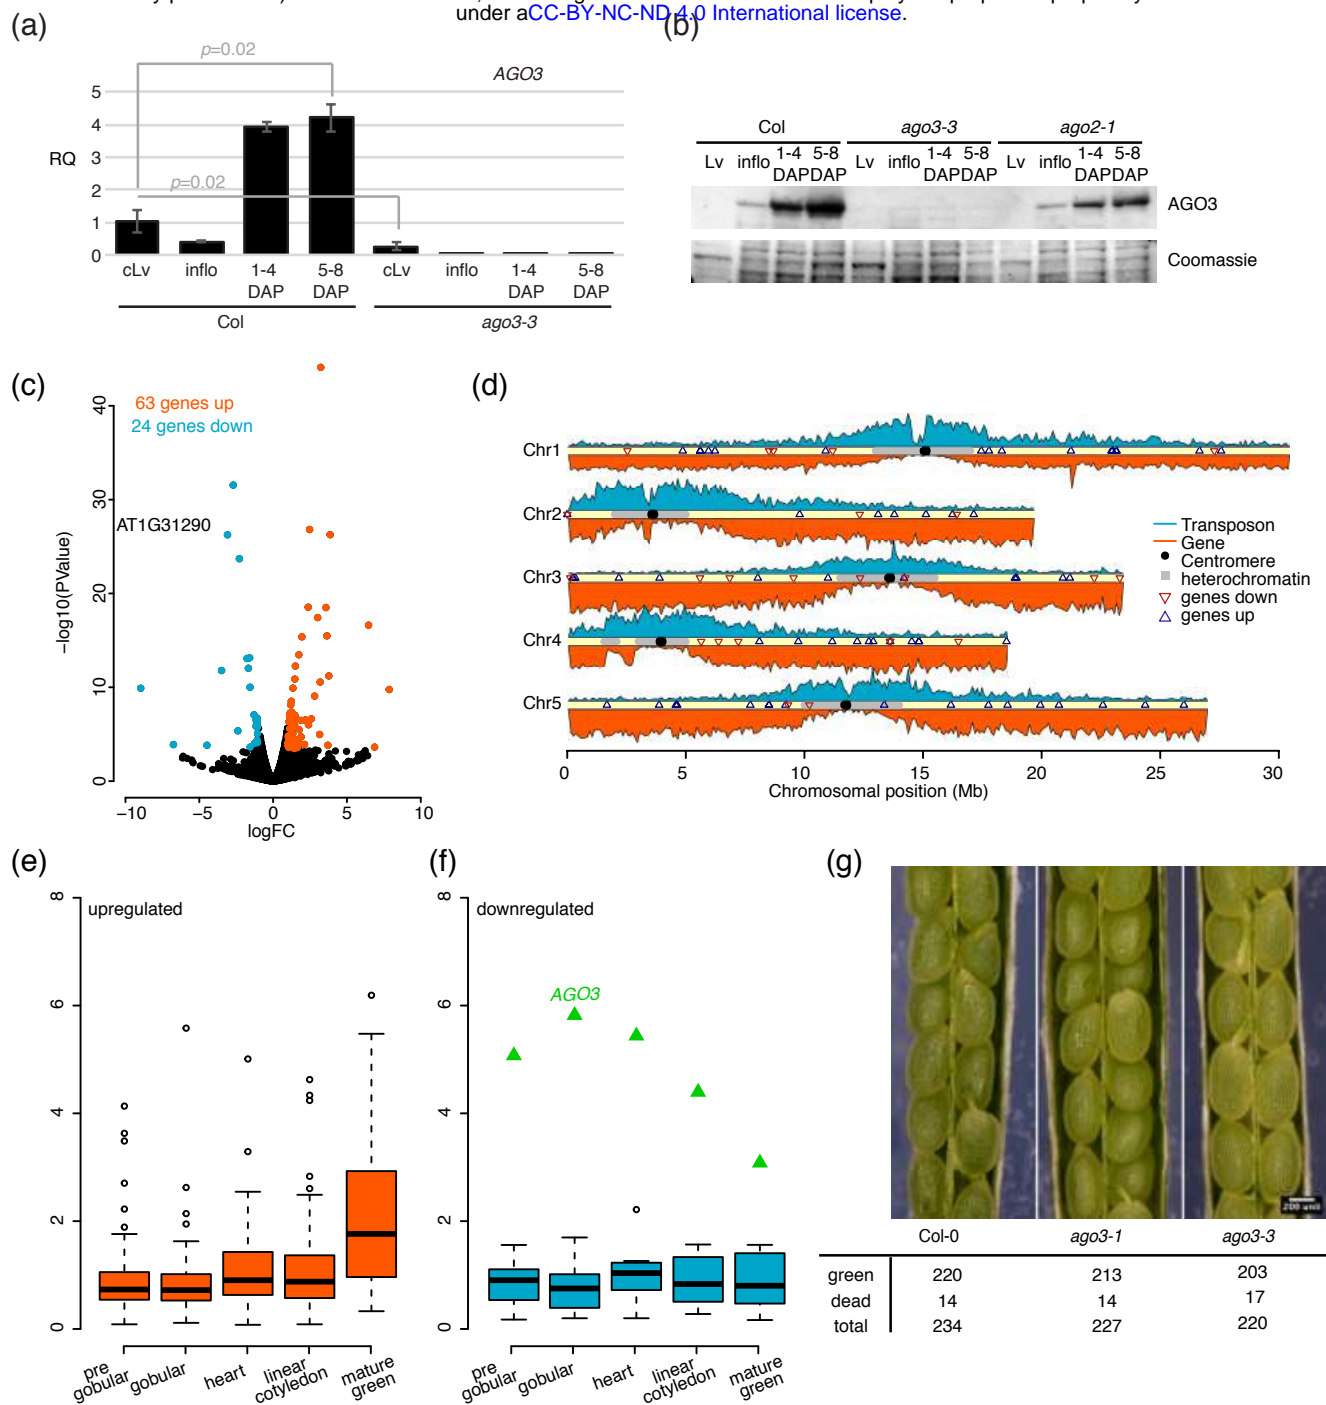 under aCC-BY-NC-ND 4.0 International license.
(a)
p=0.02
AGO3
5
4
3
2
1
0
RQ
p=0.02
cLv inflo 1-4 DAP 5-8 DAP cLv inflo 1-4 DAP 5-8 DAP
Col ago3-3
(b)
Col ago3-3 ago2-1
Lv inflo 1-4 DAP 5-8 DAP Lv inflo 1-4 DAP 5-8 DAP Lv inflo 1-4 DAP 5-8 DAP
AGO3
Coomassie
(c)
63 genes up
24 genes down
AT1G31290
−log10(PValue)
40
30
20
10
0
−10 −5 0 5 10
logFC
(d)
Chr1
Chr2
Chr3
Chr4
Chr5
Transposon
Gene
Centromere
heterochromatin
genes down
genes up
0 5 10 15 20 25 30
Chromosomal position (Mb)
(e)
upregulated
8
6
4
2
0
pre gobular
gobular
heart
linear cotyledon
mature green
(f)
downregulated
AGO3
8
6
4
2
0
pre gobular
gobular
heart
linear cotyledon
mature green
(g)
200 um
Col-0 ago3-1 ago3-3
green 220 213 203
dead 14 14 17
total 234 227 220